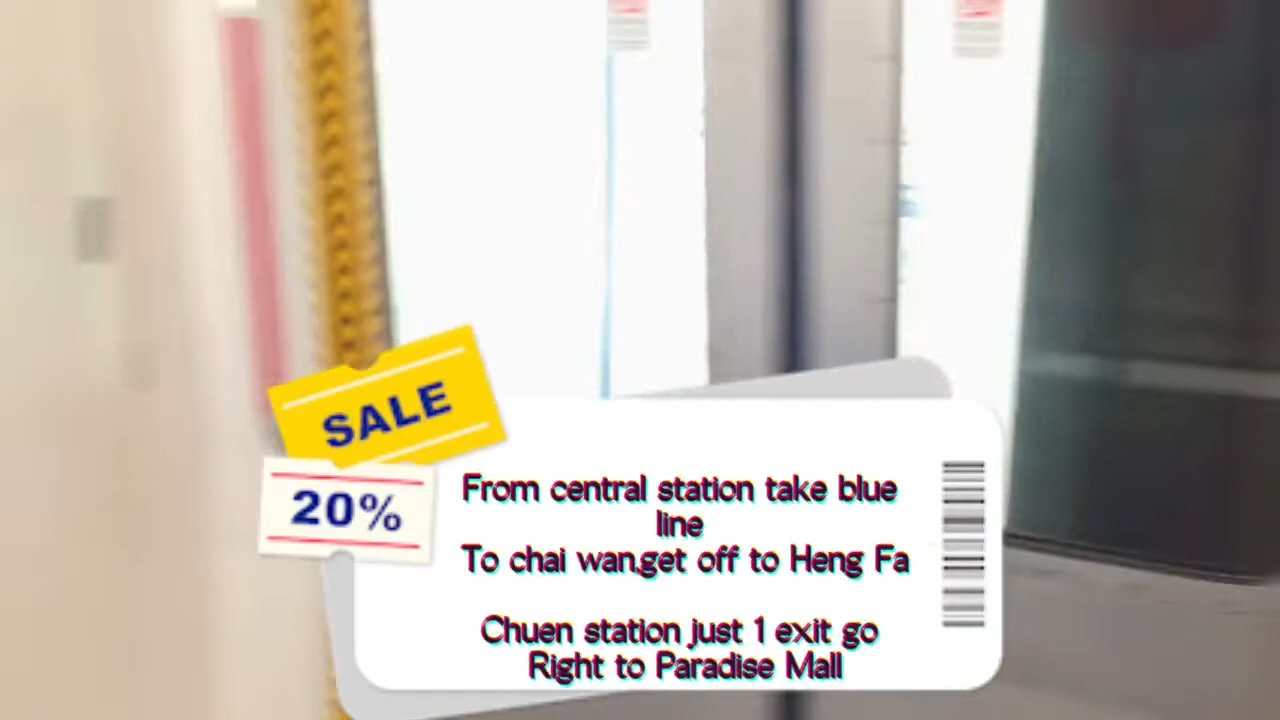 SALE
20%
From central station take blue
line
To chai wan,get off to Heng Fa
Chuen station just 1 exit go
Right to Paradise Mall